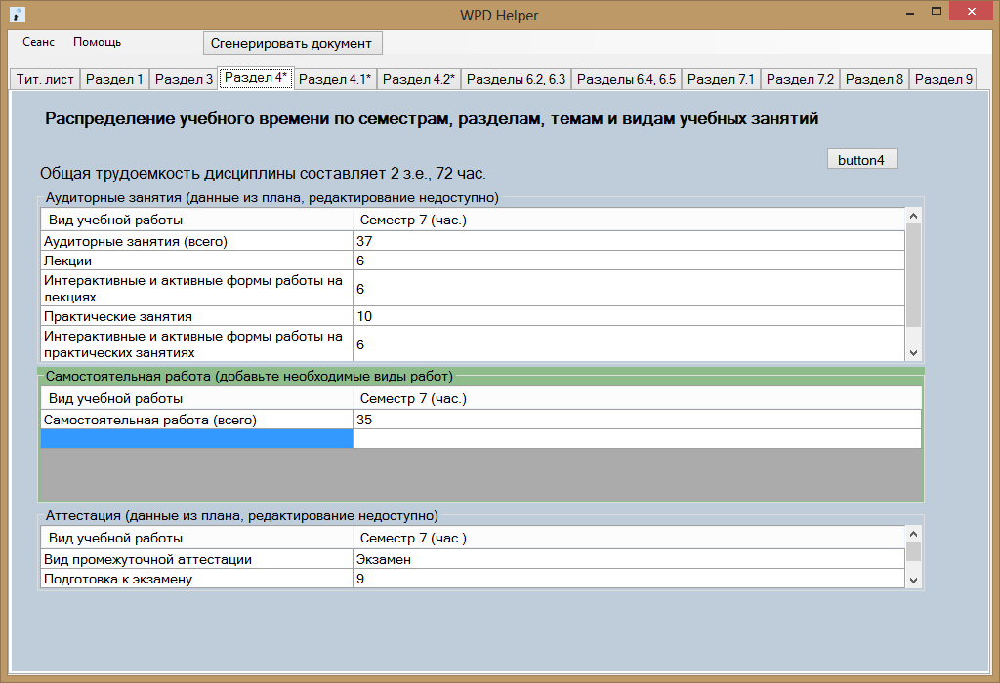 WPD Helper
Сеанс Помощь Сгенерировать документ
Тит. лист Раздел 1 Раздел 3 Раздел 4* Раздел 4.1* Раздел 4.2* Разделы 6.2, 6.3 Разделы 6.4, 6.5 Раздел 7.1 Раздел 7.2 Раздел 8 Раздел 9
Распределение учебного времени по семестрам, разделам, темам и видам учебных занятий
button4
Общая трудоемкость дисциплины составляет 2 з.е., 72 час.
Аудиторные занятия (данные из плана, редактирование недоступно)
Вид учебной работы Семестр 7 (час.)
Аудиторные занятия (всего) 37
Лекции 6
Интерактивные и активные формы работы на
лекциях 6
Практические занятия 10
Интерактивные и активные формы работы на
практических занятиях 6
Самостоятельная работа (добавьте необходимые виды работ)
Вид учебной работы Семестр 7 (час.)
Самостоятельная работа (всего) 35
Аттестация (данные из плана, редактирование недоступно)
Вид учебной работы Семестр 7 (час.)
Вид промежуточной аттестации Экзамен
Подготовка к экзамену 9